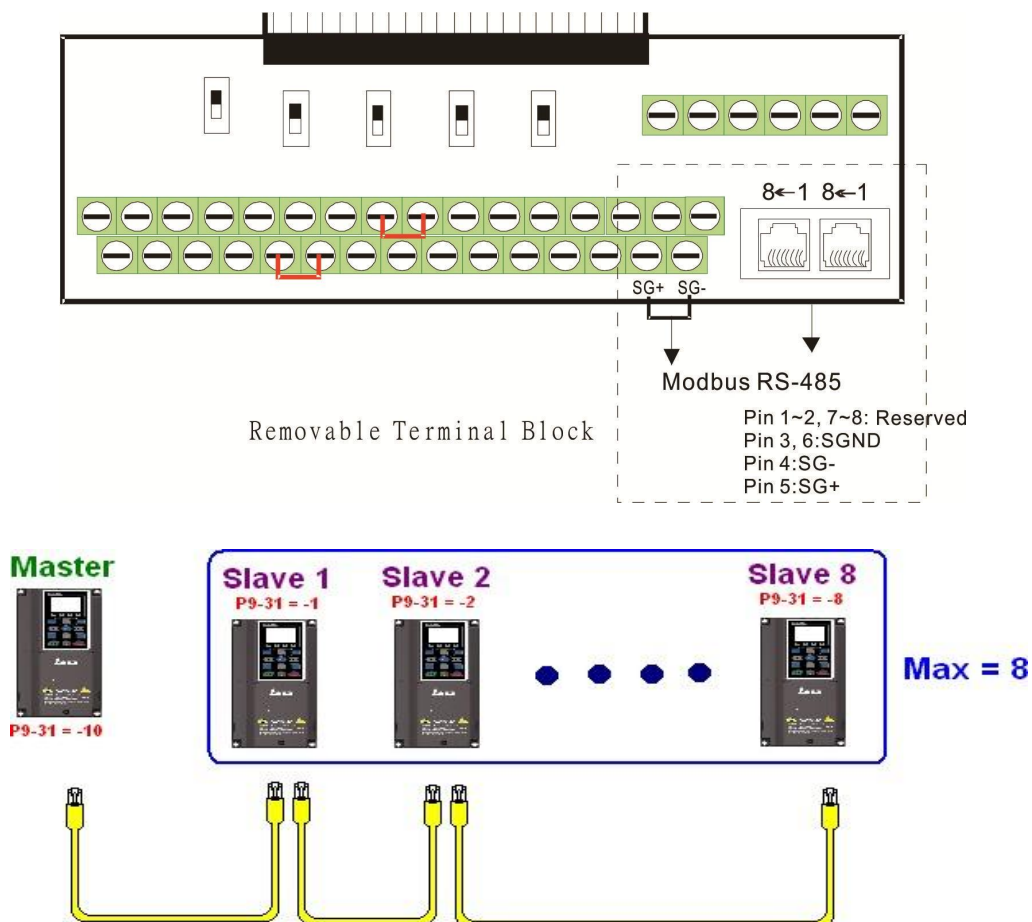 8←1 8←1
SG+ SG-
Modbus RS-485
Removable Terminal Block
Pin 1~2, 7~8: Reserved
Pin 3, 6:SGND
Pin 4:SG-
Pin 5:SG+
Master
Slave 1
Slave 2
Slave 8
P9-31 = -1
P9-31 = -2
P9-31 = -8
Max = 8
P9-31 = -10